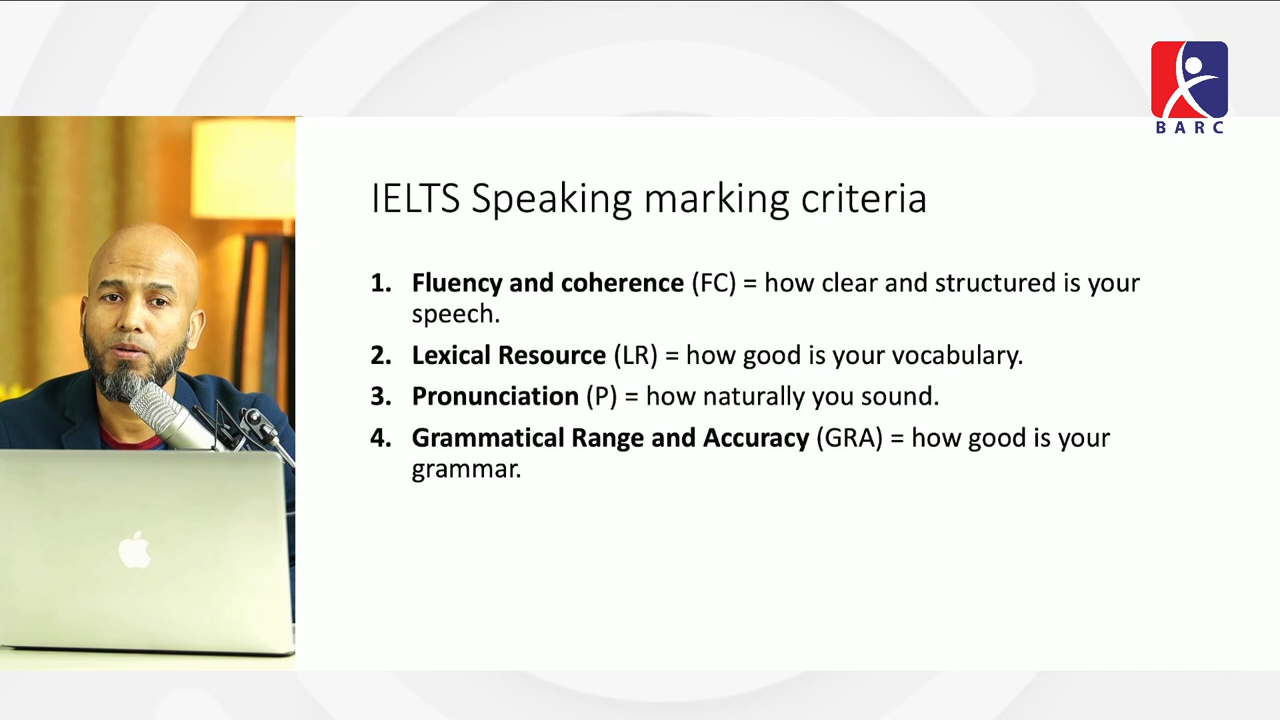 BARC
IELTS Speaking marking criteria
1. Fluency and coherence (FC) = how clear and structured is your
speech.
2. Lexical Resource (LR) = how good is your vocabulary.
3. Pronunciation (P) = how naturally you sound.
4. Grammatical Range and Accuracy (GRA) = how good is your
grammar.